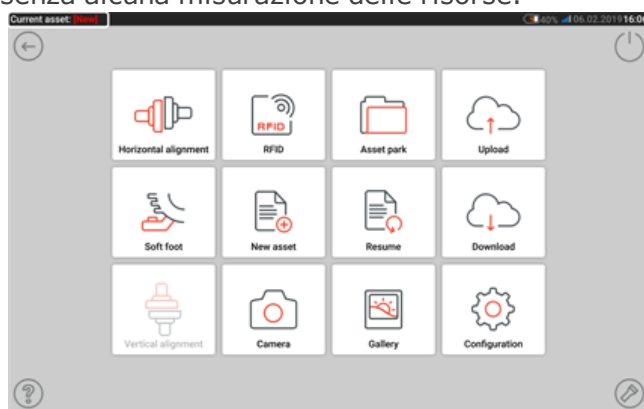 senza alcuna misurazione delle risorse.
Current asset: [New]
40% 06.02.2019 16:00
Horizontal alignment
RFID
RFID
Asset park
Upload
Soft foot
New asset
Resume
Download
Vertical alignment
Camera
Gallery
Configuration
?